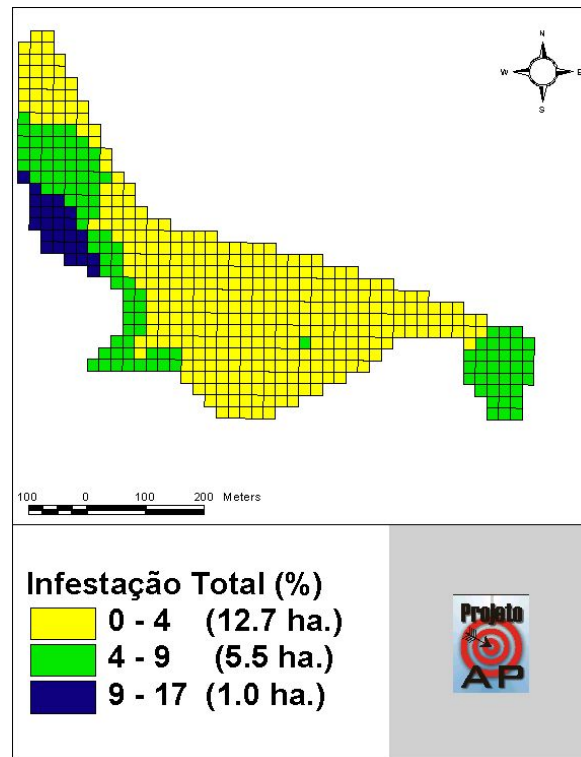 N
W E
S
100 0 100 200 Meters
Infestação Total (%)
0 - 4 (12.7 ha.)
4 - 9 (5.5 ha.)
9 - 17 (1.0 ha.)
Projeto
AP